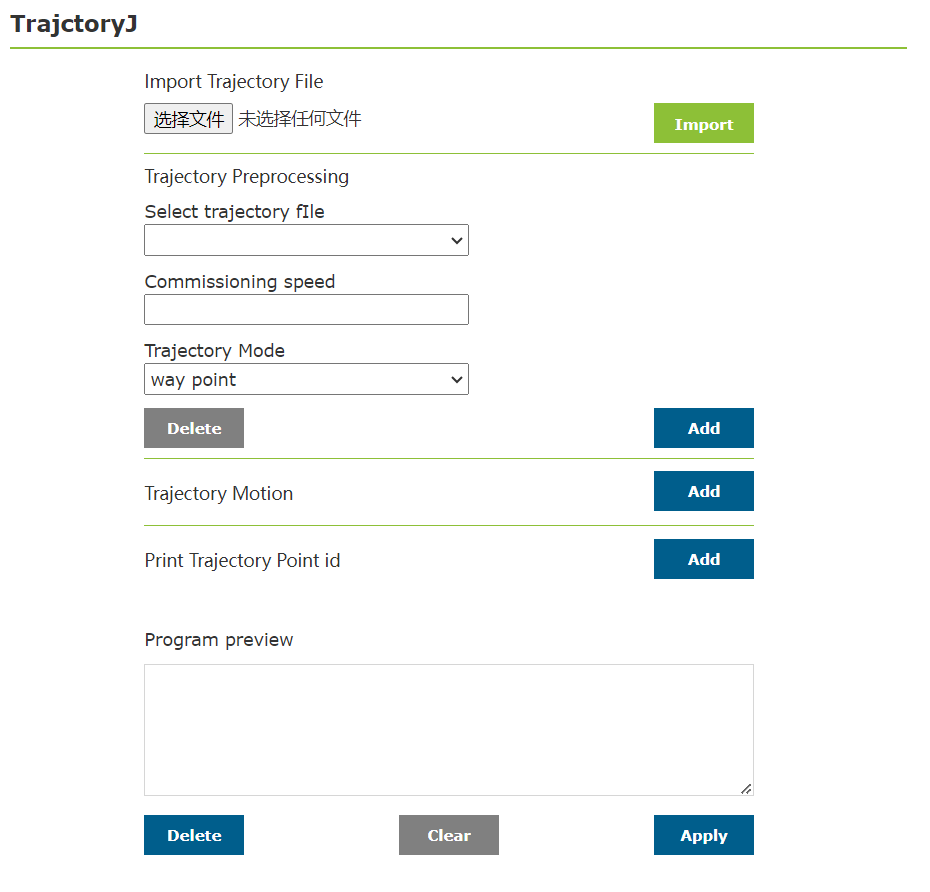 TrajctoryJ
Import Trajectory File
选择文件 未选择任何文件
Import
Trajectory Preprocessing
Select trajectory fIle
Commissioning speed
Trajectory Mode
way point
Delete
Add
Trajectory Motion
Add
Print Trajectory Point id
Add
Program preview
Delete
Clear
Apply